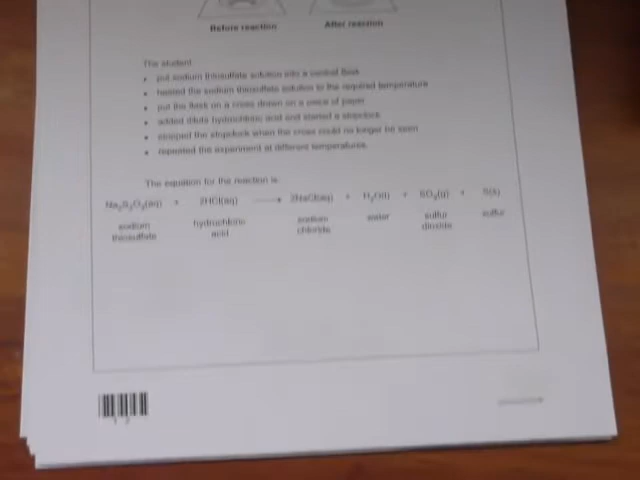 Before reaction After reaction
The student
• put sodium thiosulfate solution into a conical flask
• heated the sodium thiosulfate solution to the required temperature
• put the flask on a cross drawn on a piece of paper
• added dilute hydrochloric acid and started a stopclock
• stopped the stopclock when the cross could no longer be seen
• repeated the experiment at different temperatures.
The equation for the reaction is:
Na₂S₂O₃(aq) + 2HCl(aq) ⟶ 2NaCl(aq) + H₂O(l) + SO₂(g) + S(s)
sodium thiosulfate hydrochloric acid sodium chloride water sulfur dioxide sulfur
1 2